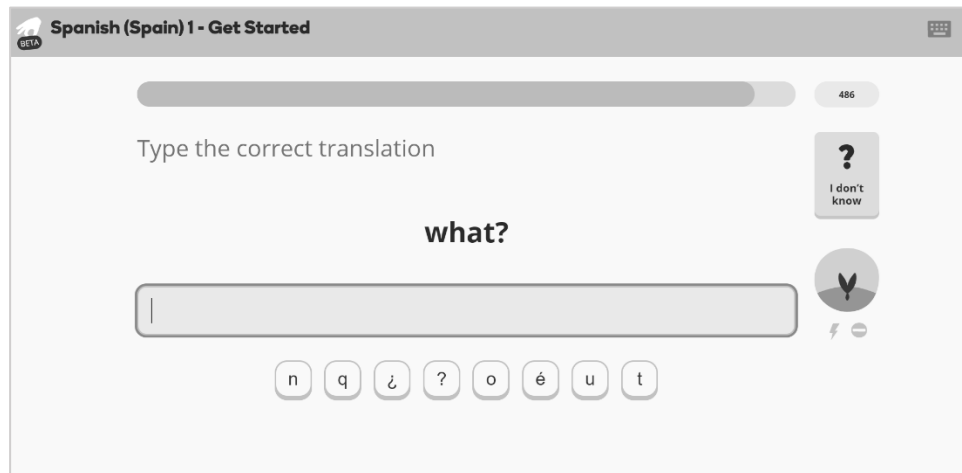 Spanish (Spain) 1 - Get Started
BETA
486
Type the correct translation
?
I don't
know
what?
n q ¿ ? o é u t